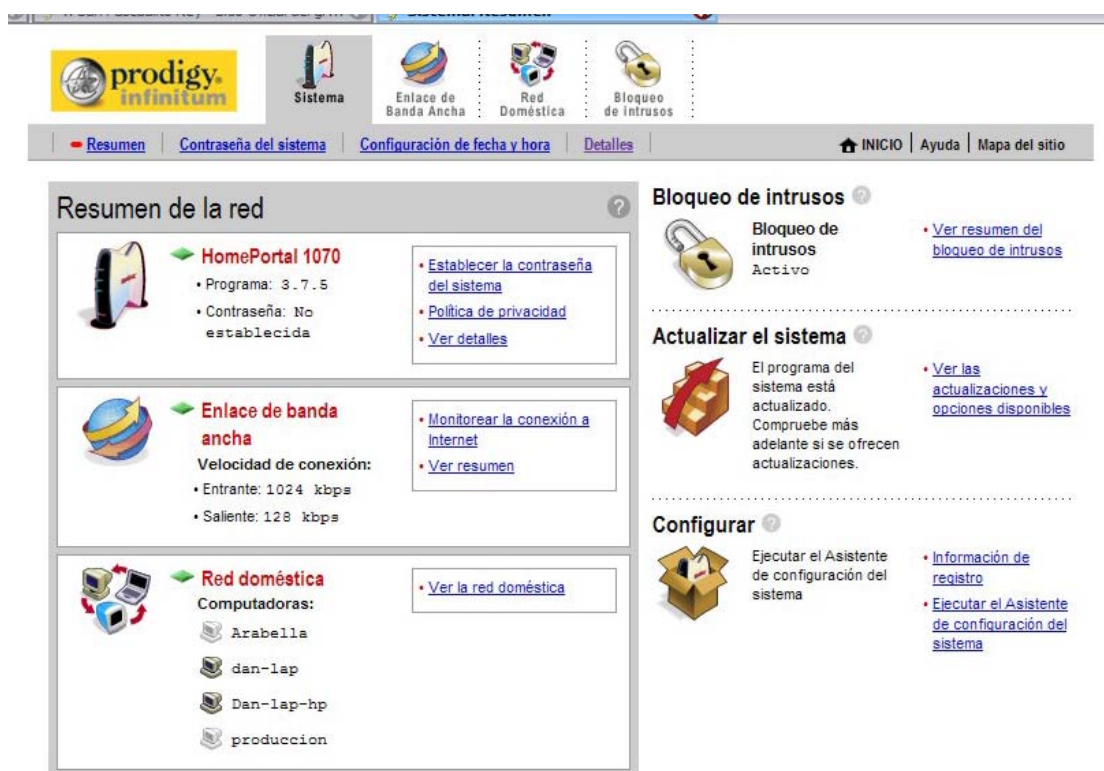 Sistema: Resumen
prodigy.
infinitum
Sistema
Enlace de
Banda Ancha
Red
Doméstica
Bloqueo
de intrusos
Resumen
Contraseña del sistema
Configuración de fecha y hora
Detalles
INICIO
Ayuda
Mapa del sitio
Resumen de la red
?
HomePortal 1070
• Programa: 3.7.5
• Contraseña: No
establecida
• Establecer la contraseña
del sistema
• Política de privacidad
• Ver detalles
Enlace de banda
ancha
Velocidad de conexión:
• Entrante: 1024 kbps
• Saliente: 128 kbps
• Monitorear la conexión a
Internet
• Ver resumen
Red doméstica
Computadoras:
Arabella
dan-lap
Dan-lap-hp
produccion
• Ver la red doméstica
Bloqueo de intrusos ?
Bloqueo de
intrusos
Activo
• Ver resumen del
bloqueo de intrusos
Actualizar el sistema ?
El programa del
sistema está
actualizado.
Compruebe más
adelante si se ofrecen
actualizaciones.
• Ver las
actualizaciones y
opciones disponibles
Configurar ?
Ejecutar el Asistente
de configuración del
sistema
• Información de
registro
• Ejecutar el Asistente
de configuración del
sistema